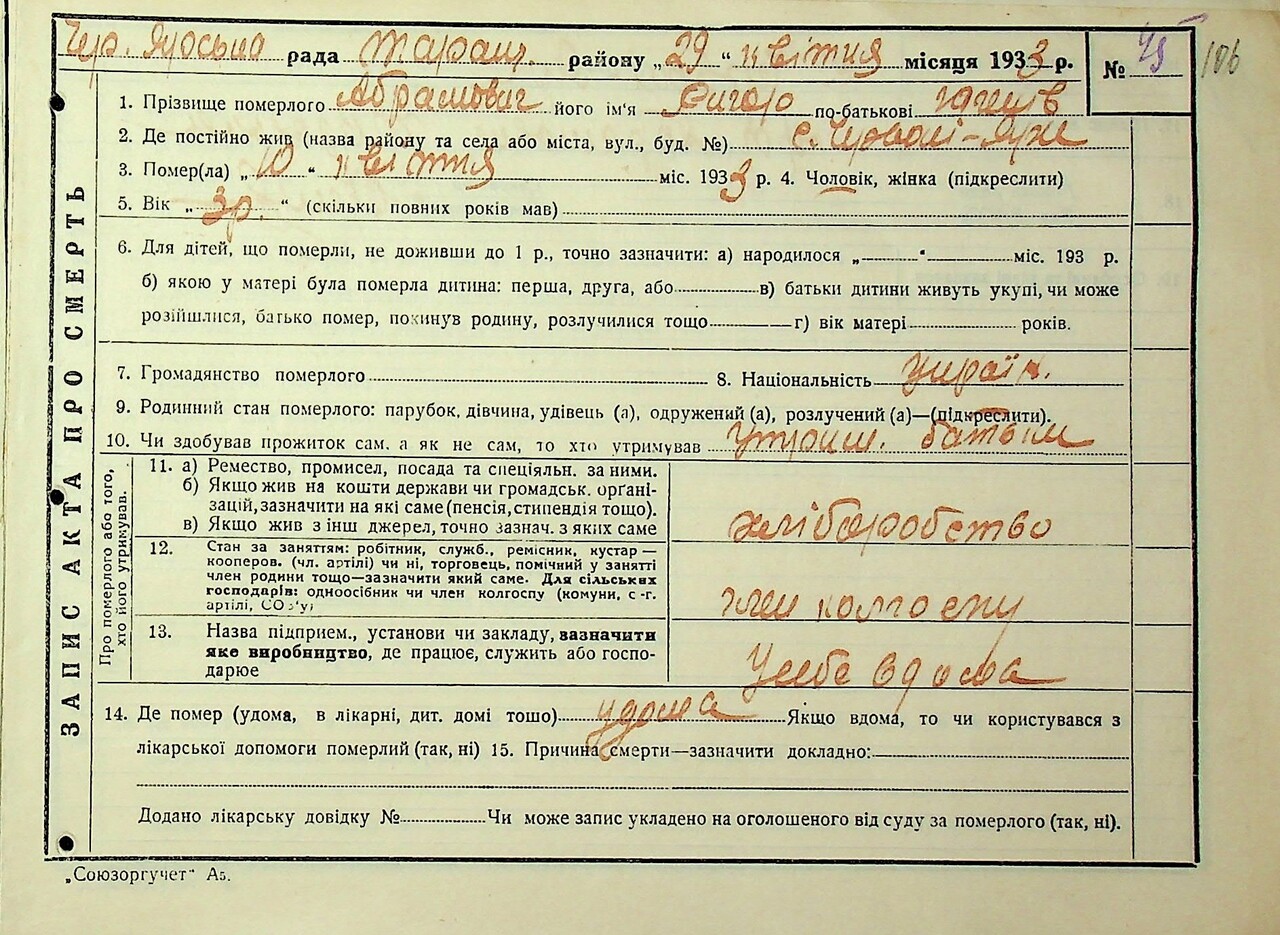 Чер. Яроська рада Таращ. району „29“ квітня місяця 1933 р. № 45 106
1. Прізвище померлого Абрамович його ім'я Григор по-батькові
2. Де постійно жив (назва району та села або міста, вул., буд. №) с. Червоні-Яри
3. Помер(ла) „10“ квітня міс. 1933 р. 4. Чоловік, жінка (підкреслити)
5. Вік „3р.“ (скільки повних років мав)
6. Для дітей, що померли, не доживши до 1 р., точно зазначити: а) народилося „ “ міс. 193 р.
б) якою у матері була померла дитина: перша, друга, або в) батьки дитини живуть укупі, чи може
розійшлися, батько помер, покинув родину, розлучилися тощо г) вік матері років.
7. Громадянство померлого 8. Національність Україн.
9. Родинний стан померлого: парубок, дівчина, удівець (а), одружений (а), розлучений (а)—(підкреслити).
10. Чи здобував прожиток сам, а як не сам, то хто утримував Утрим. батьки
11. а) Ремество, промисел, посада та спеціяльн. за ними.
б) Якщо жив на кошти держави чи громадськ. орґані-
зацій, зазначити на які саме (пенсія, стипендія тощо).
в) Якщо жив з інш джерел, точно зазнач. з яких саме
хліборобство
12. Стан за заняттям: робітник, служб., ремісник, кустар —
кооперов. (чл. артілі) чи ні, торговець, помічний у занятті
член родини тощо—зазначити який саме. Для сільських
господарів: одноосібник чи член колгоспу (комуни, с.-г.
артілі, СОЗ'у)
член колгоспу
13. Назва підприєм., установи чи закладу, зазначити
яке виробництво, де працює, служить або госпо-
дарює
У себе вдома
14. Де помер (удома, в лікарні, дит. домі тощо) удома Якщо вдома, то чи користувався з
лікарської допомоги померлий (так, ні) 15. Причина смерти—зазначити докладно:
Додано лікарську довідку № Чи може запис укладено на оголошеного від суду за померлого (так, ні).
ЗАПИС АКТА ПРО СМЕРТЬ
Про померлого або того,
хто його утримував.
„Союзоргучет“ А5.